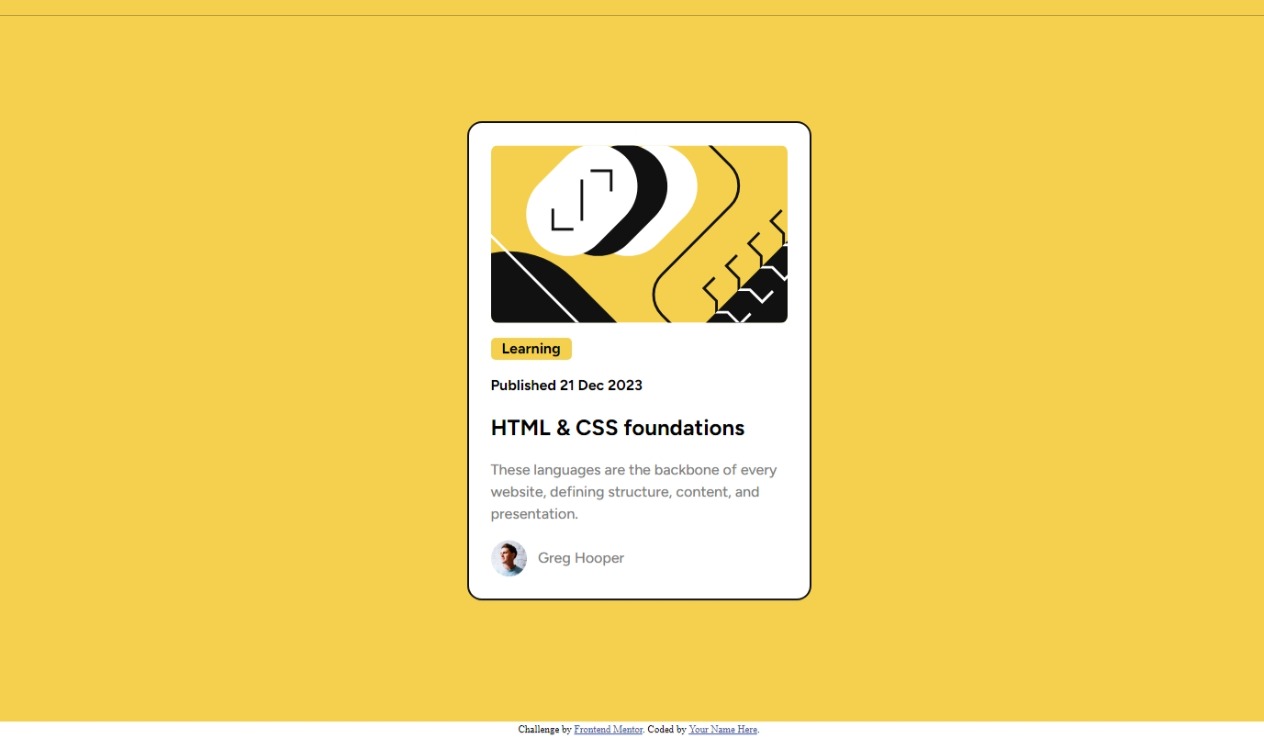 Learning
Published 21 Dec 2023
HTML & CSS foundations
These languages are the backbone of every
website, defining structure, content, and
presentation.
Greg Hooper
Challenge by Frontend Mentor. Coded by Your Name Here.